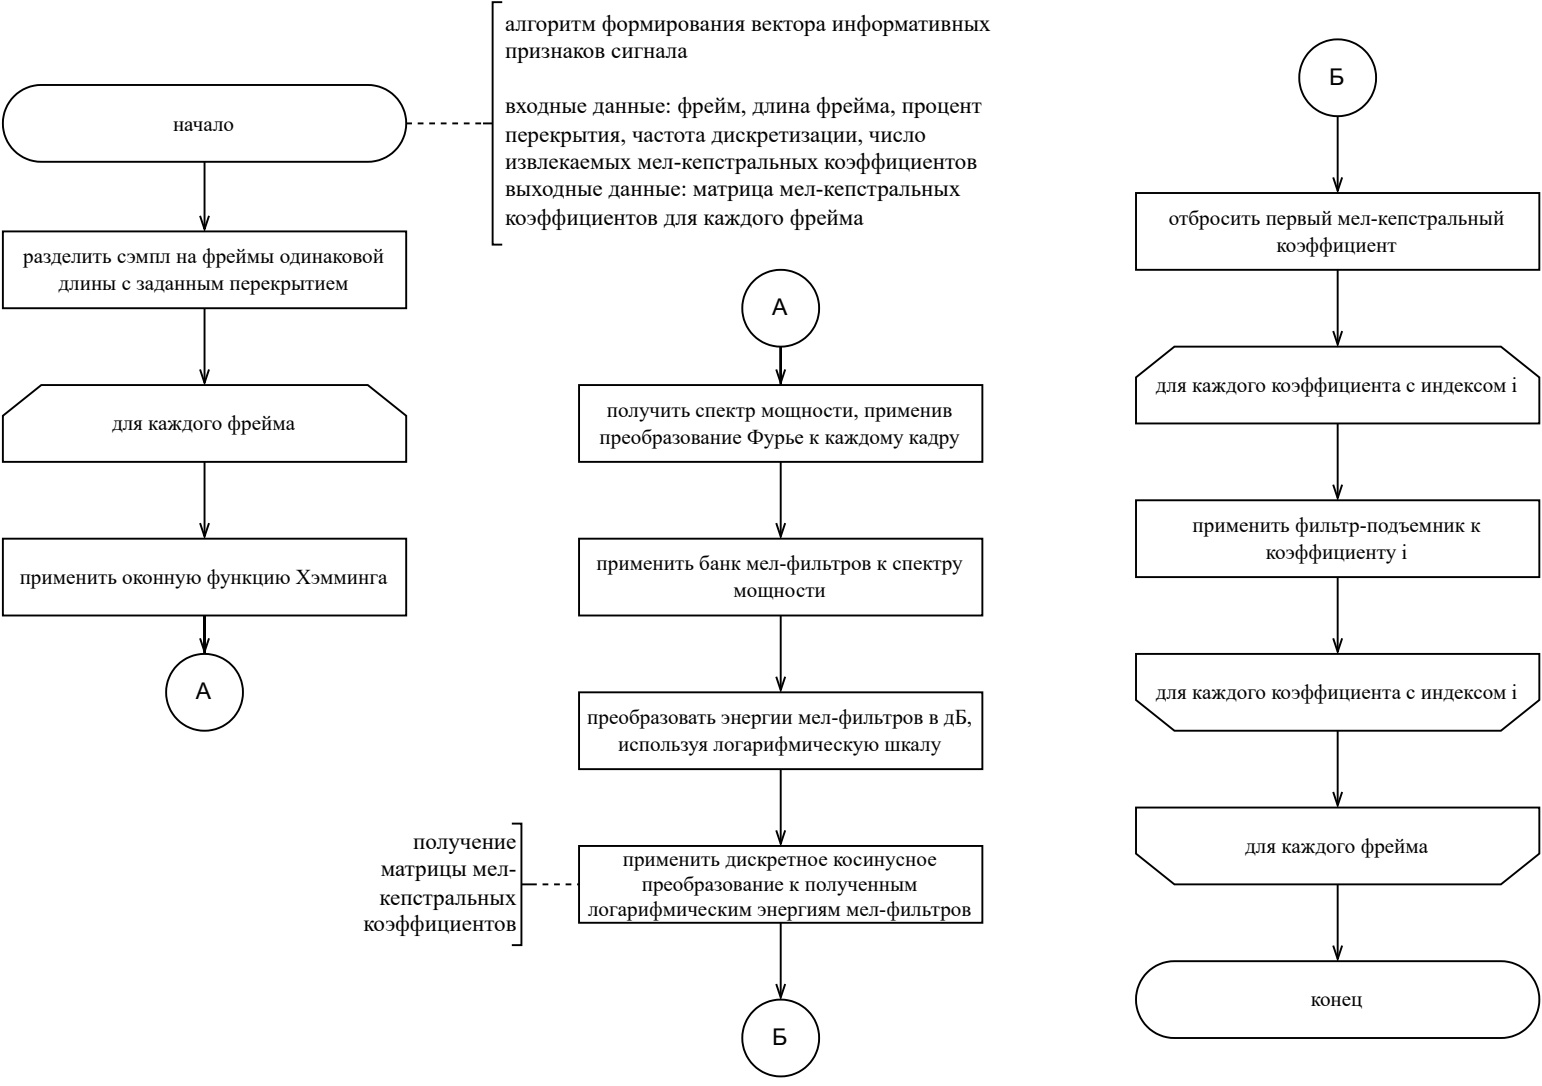 алгоритм формирования вектора информативных
признаков сигнала
входные данные: фрейм, длина фрейма, процент
перекрытия, частота дискретизации, число
извлекаемых мел-кепстральных коэффициентов
выходные данные: матрица мел-кепстральных
коэффициентов для каждого фрейма
начало
разделить сэмпл на фреймы одинаковой
длины с заданным перекрытием
для каждого фрейма
применить оконную функцию Хэмминга
А
А
получить спектр мощности, применив
преобразование Фурье к каждому кадру
применить банк мел-фильтров к спектру
мощности
преобразовать энергии мел-фильтров в дБ,
используя логарифмическую шкалу
получение
матрицы мел-
кепстральных
коэффициентов
применить дискретное косинусное
преобразование к полученным
логарифмическим энергиям мел-фильтров
Б
Б
отбросить первый мел-кепстральный
коэффициент
для каждого коэффициента с индексом i
применить фильтр-подъемник к
коэффициенту i
для каждого коэффициента с индексом i
для каждого фрейма
конец